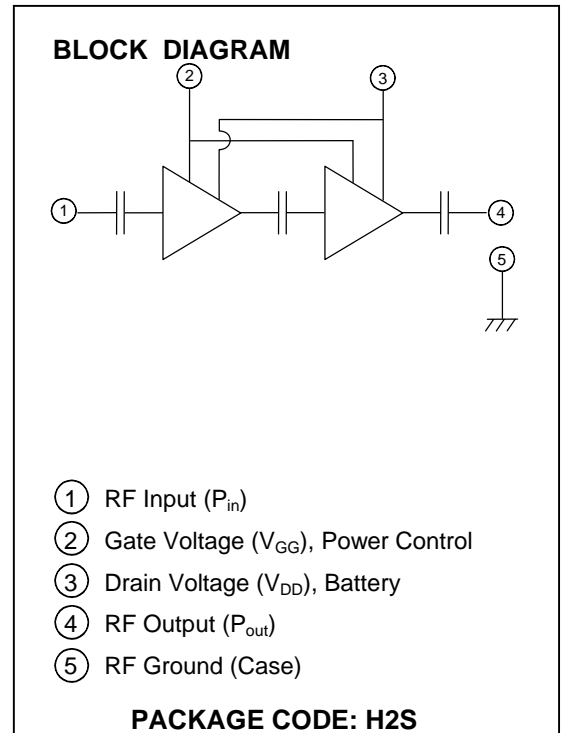 BLOCK DIAGRAM
2 3
1 4
5
1 RF Input (Pin)
2 Gate Voltage (VGG), Power Control
3 Drain Voltage (VDD), Battery
4 RF Output (Pout)
5 RF Ground (Case)
PACKAGE CODE: H2S